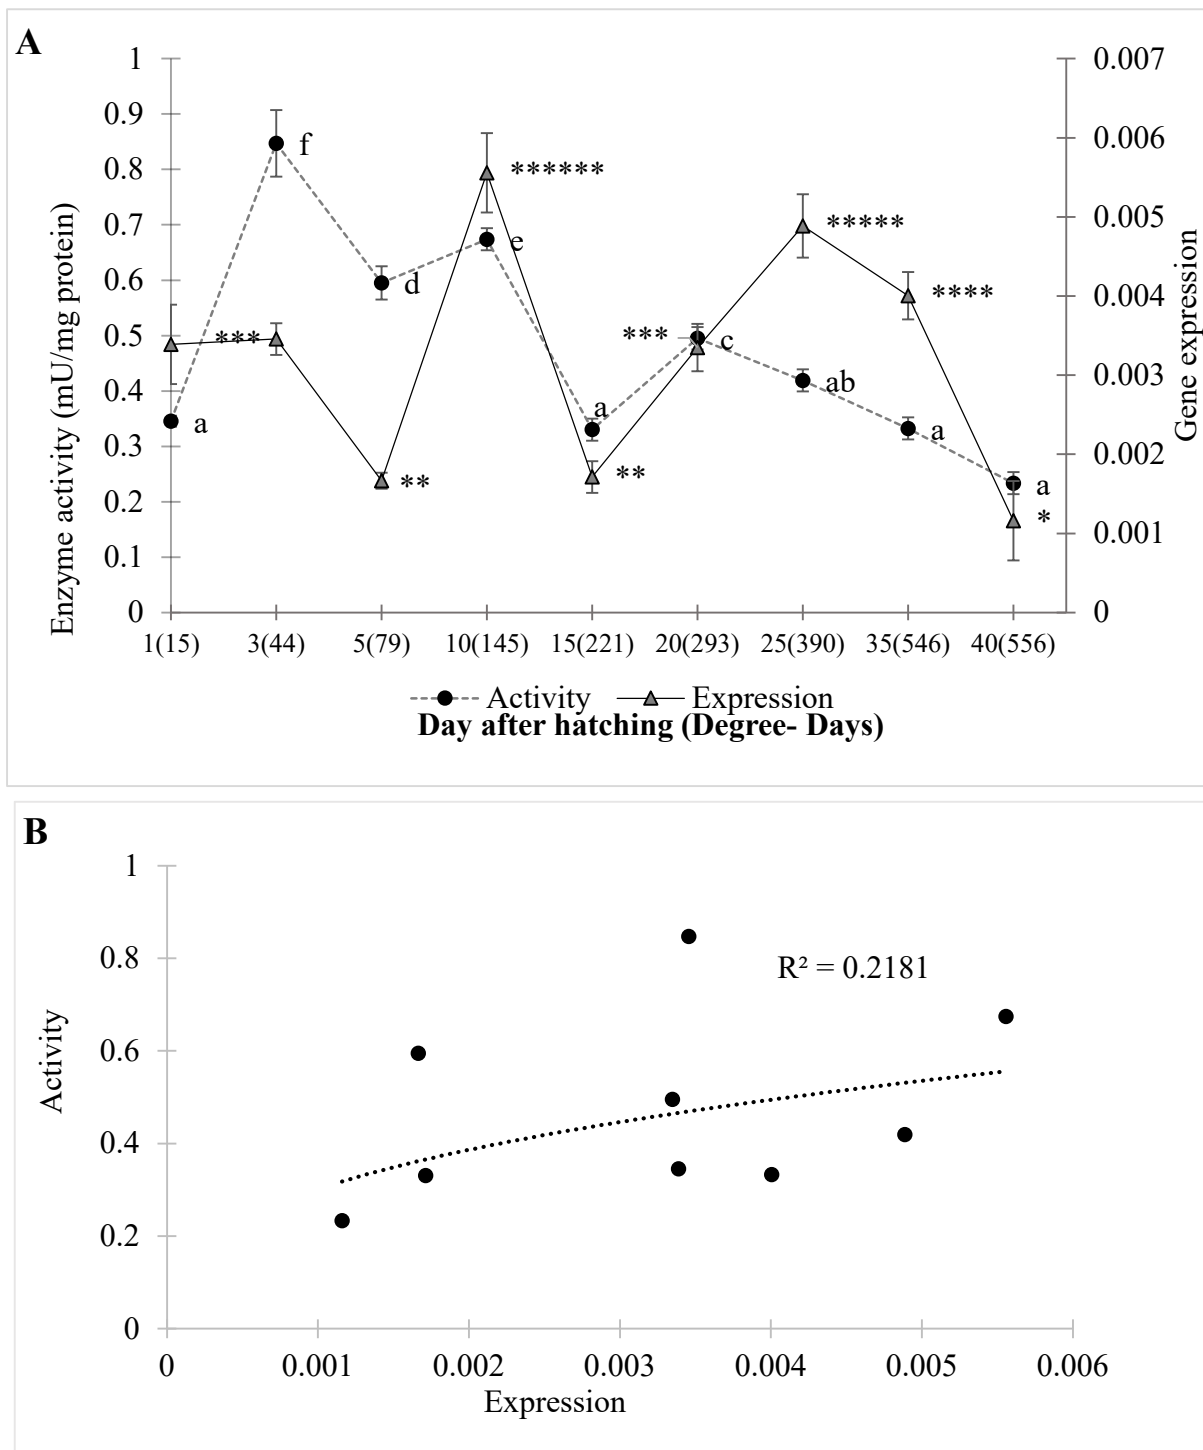 A
1
0.9
0.8
0.7
0.6
0.5
0.4
0.3
0.2
0.1
0
Enzyme activity (mU/mg protein)
0.007
0.006
0.005
0.004
0.003
0.002
0.001
0
Gene expression
a
f
d
e
a
c
ab
a
a
***
**
******
**
***
*****
****
*
1(15) 3(44) 5(79) 10(145) 15(221) 20(293) 25(390) 35(546) 40(556)
Activity Expression
Day after hatching (Degree- Days)
B
1
0.8
0.6
0.4
0.2
0
Activity
R² = 0.2181
0 0.001 0.002 0.003 0.004 0.005 0.006
Expression